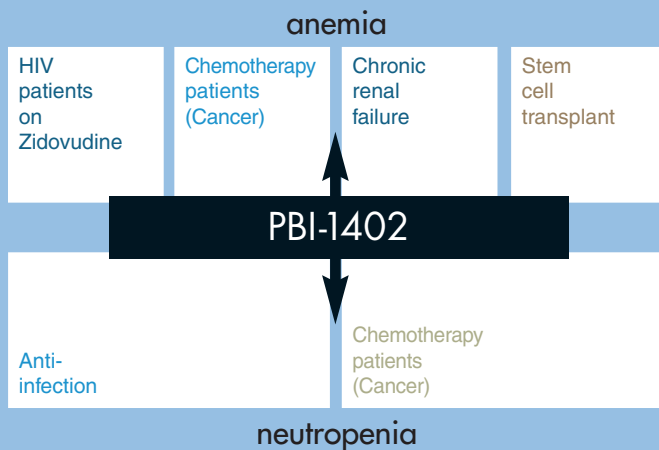 anemia
HIV
patients
on
Zidovudine
Chemotherapy
patients
(Cancer)
Chronic
renal
failure
Stem
cell
transplant
PBI-1402
Anti-
infection
Chemotherapy
patients
(Cancer)
neutropenia